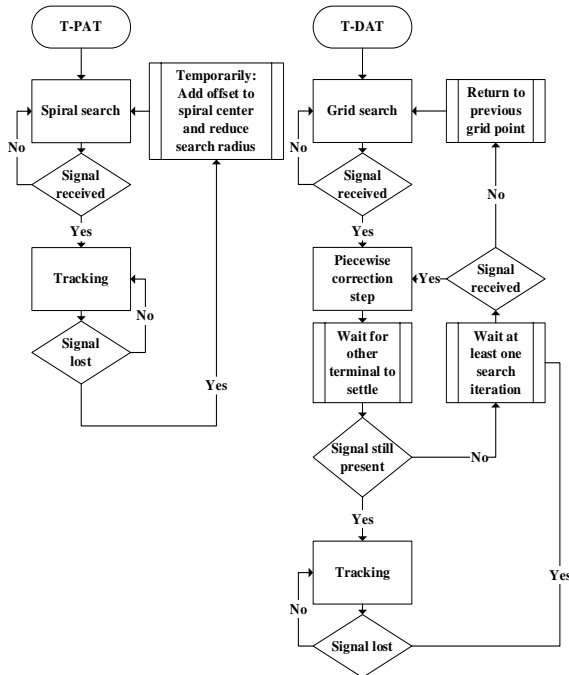 T-PAT
Spiral search
Temporarily:
Add offset to
spiral center
and reduce
search radius
No
Signal
received
Yes
Tracking
No
Signal
lost
Yes
T-DAT
Grid search
Return to
previous
grid point
No
Signal
received
No
Yes
Piecewise
correction
step
Yes
Signal
received
Wait for
other
terminal to
settle
Wait at
least one
search
iteration
Signal still
present
No
Yes
Tracking
Yes
No
Signal lost